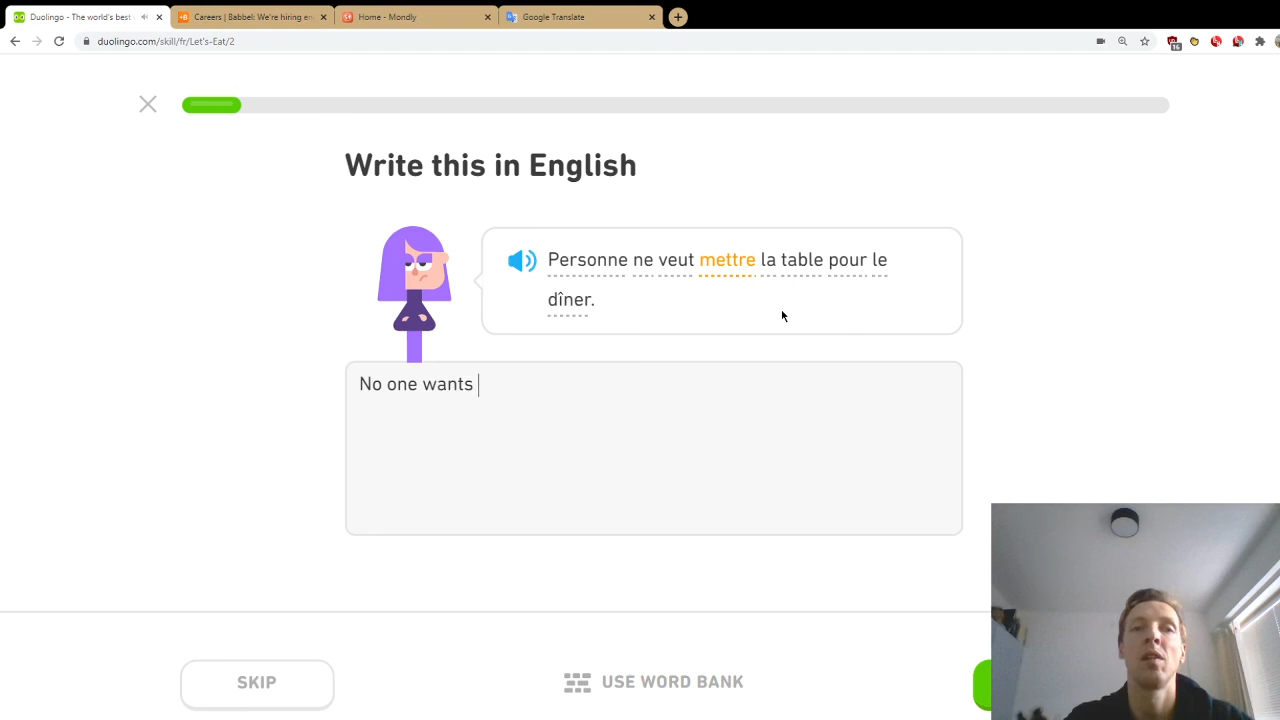 Duolingo - The world's best
Careers | Babbel: We're hiring en
Home - Mondly
Google Translate
duolingo.com/skill/fr/Let's-Eat/2
16
Write this in English
Personne ne veut mettre la table pour le
dîner.
No one wants
SKIP
USE WORD BANK